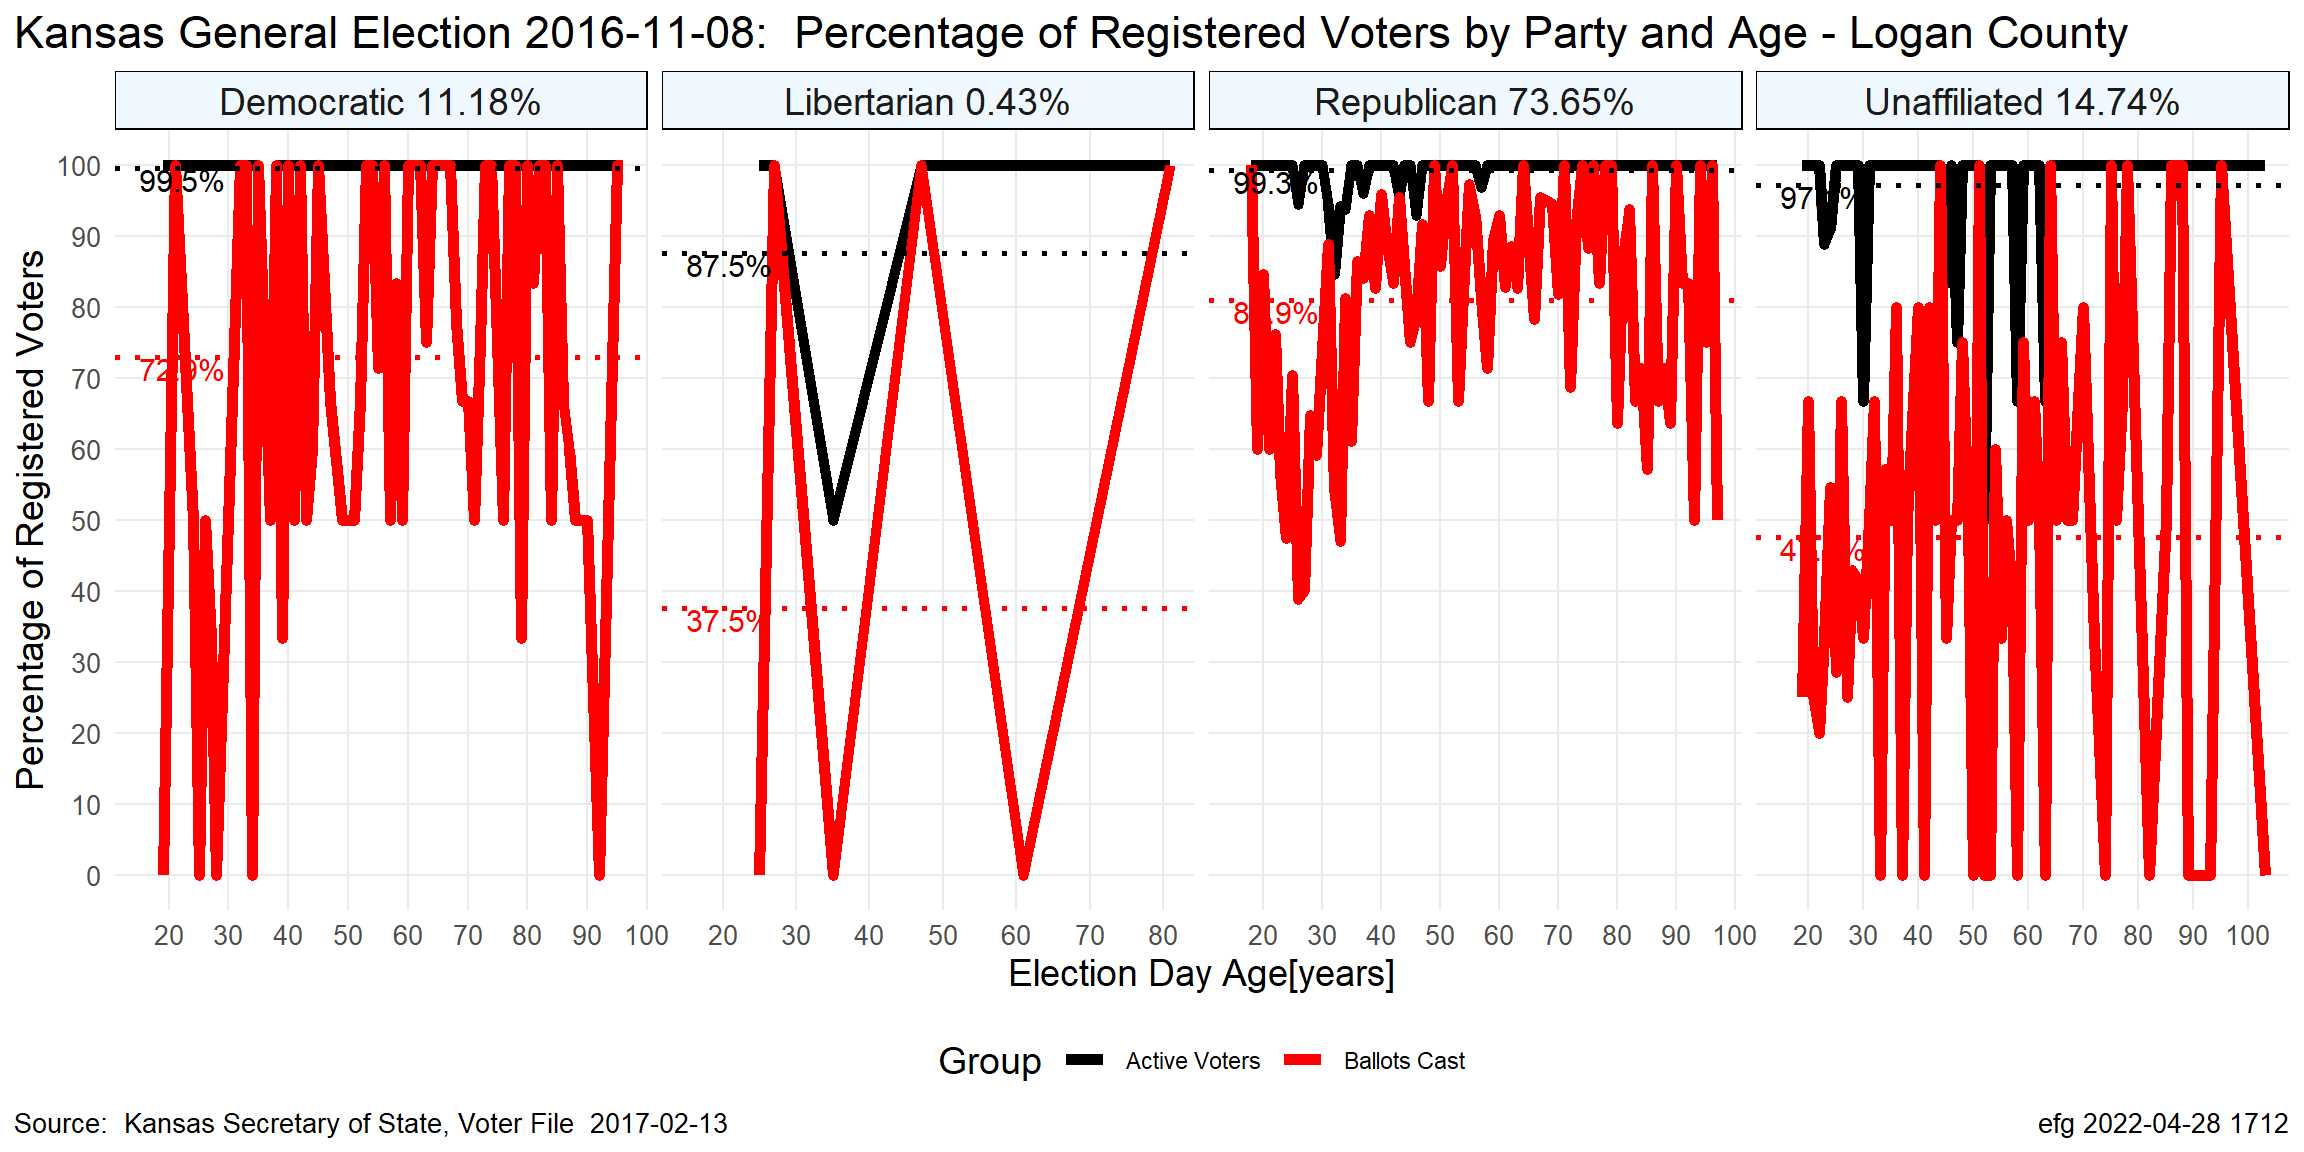 Kansas General Election 2016-11-08:  Percentage of Registered Voters by Party and Age - Logan County
Democratic 11.18%
Libertarian 0.43%
Republican 73.65%
Unaffiliated 14.74%
Percentage of Registered Voters
100
90
80
70
60
50
40
30
20
10
0
99.5%
72.9%
87.5%
37.5%
99.3%
20 30 40 50 60 70 80 90 100
20 30 40 50 60 70 80
20 30 40 50 60 70 80 90 100
20 30 40 50 60 70 80 90 100
Election Day Age[years]
Group Active Voters Ballots Cast
Source:  Kansas Secretary of State, Voter File  2017-02-13
efg 2022-04-28 1712